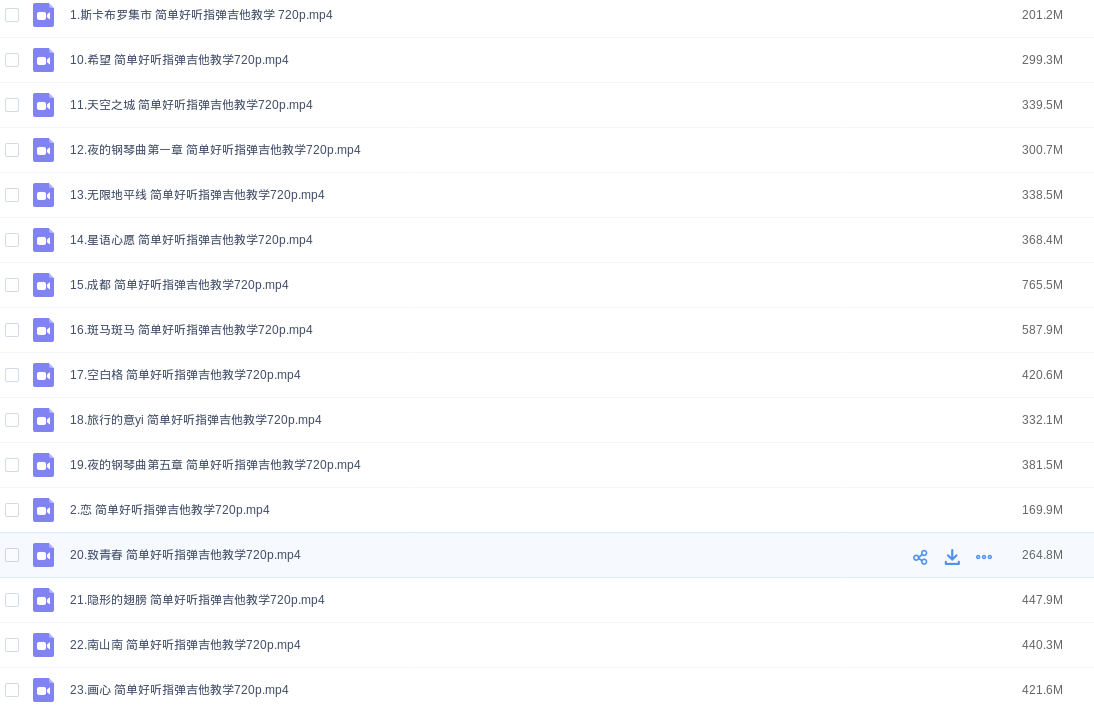 1.斯卡布罗集市 简单好听指弹吉他教学 720p.mp4 201.2M
10.希望 简单好听指弹吉他教学720p.mp4 299.3M
11.天空之城 简单好听指弹吉他教学720p.mp4 339.5M
12.夜的钢琴曲第一章 简单好听指弹吉他教学720p.mp4 300.7M
13.无限地平线 简单好听指弹吉他教学720p.mp4 338.5M
14.星语心愿 简单好听指弹吉他教学720p.mp4 368.4M
15.成都 简单好听指弹吉他教学720p.mp4 765.5M
16.斑马斑马 简单好听指弹吉他教学720p.mp4 587.9M
17.空白格 简单好听指弹吉他教学720p.mp4 420.6M
18.旅行的意yi 简单好听指弹吉他教学720p.mp4 332.1M
19.夜的钢琴曲第五章 简单好听指弹吉他教学720p.mp4 381.5M
2.恋 简单好听指弹吉他教学720p.mp4 169.9M
20.致青春 简单好听指弹吉他教学720p.mp4 264.8M
21.隐形的翅膀 简单好听指弹吉他教学720p.mp4 447.9M
22.南山南 简单好听指弹吉他教学720p.mp4 440.3M
23.画心 简单好听指弹吉他教学720p.mp4 421.6M